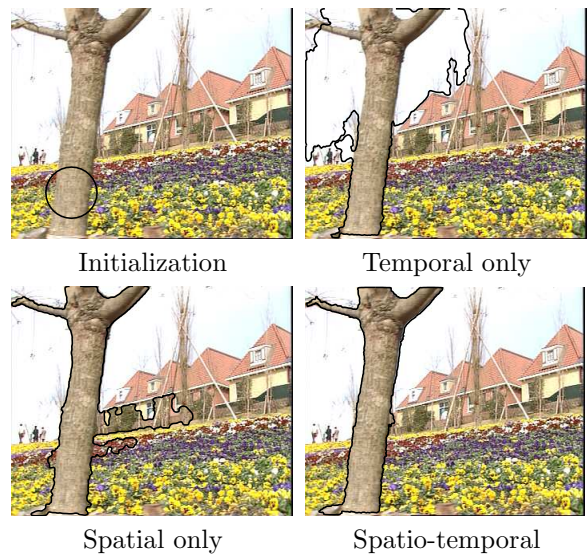 Initialization
Temporal only
Spatial only
Spatio-temporal